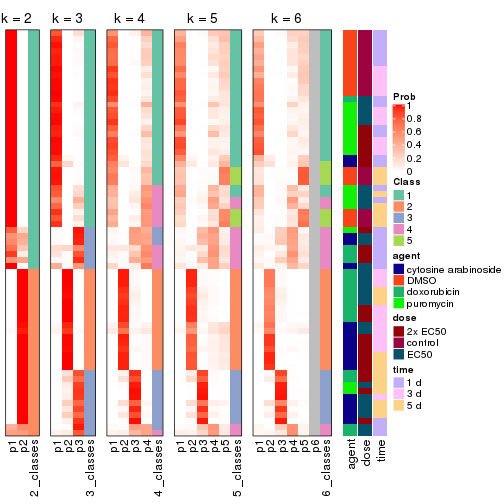 k = 2
k = 3
k = 4
k = 5
k = 6
p1
p2
2_classes
p1
p2
p3
3_classes
p1
p2
p3
p4
4_classes
p1
p2
p3
p4
p5
5_classes
p1
p2
p3
p4
p5
p6
6_classes
agent
dose
time
Prob
1
0.8
0.6
0.4
0.2
0
Class
1
2
3
4
5
agent
cytosine arabinoside
DMSO
doxorubicin
puromycin
dose
2x EC50
control
EC50
time
1 d
3 d
5 d